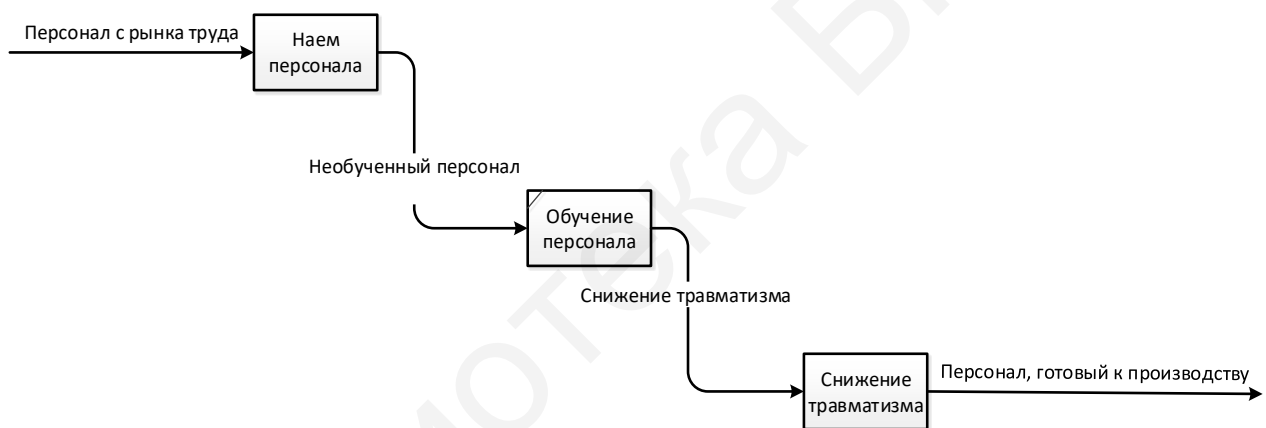 Персонал с рынка труда
Наем
персонала
Необученный персонал
Обучение
персонала
Снижение травматизма
Снижение
травматизма
Персонал, готовый к производству